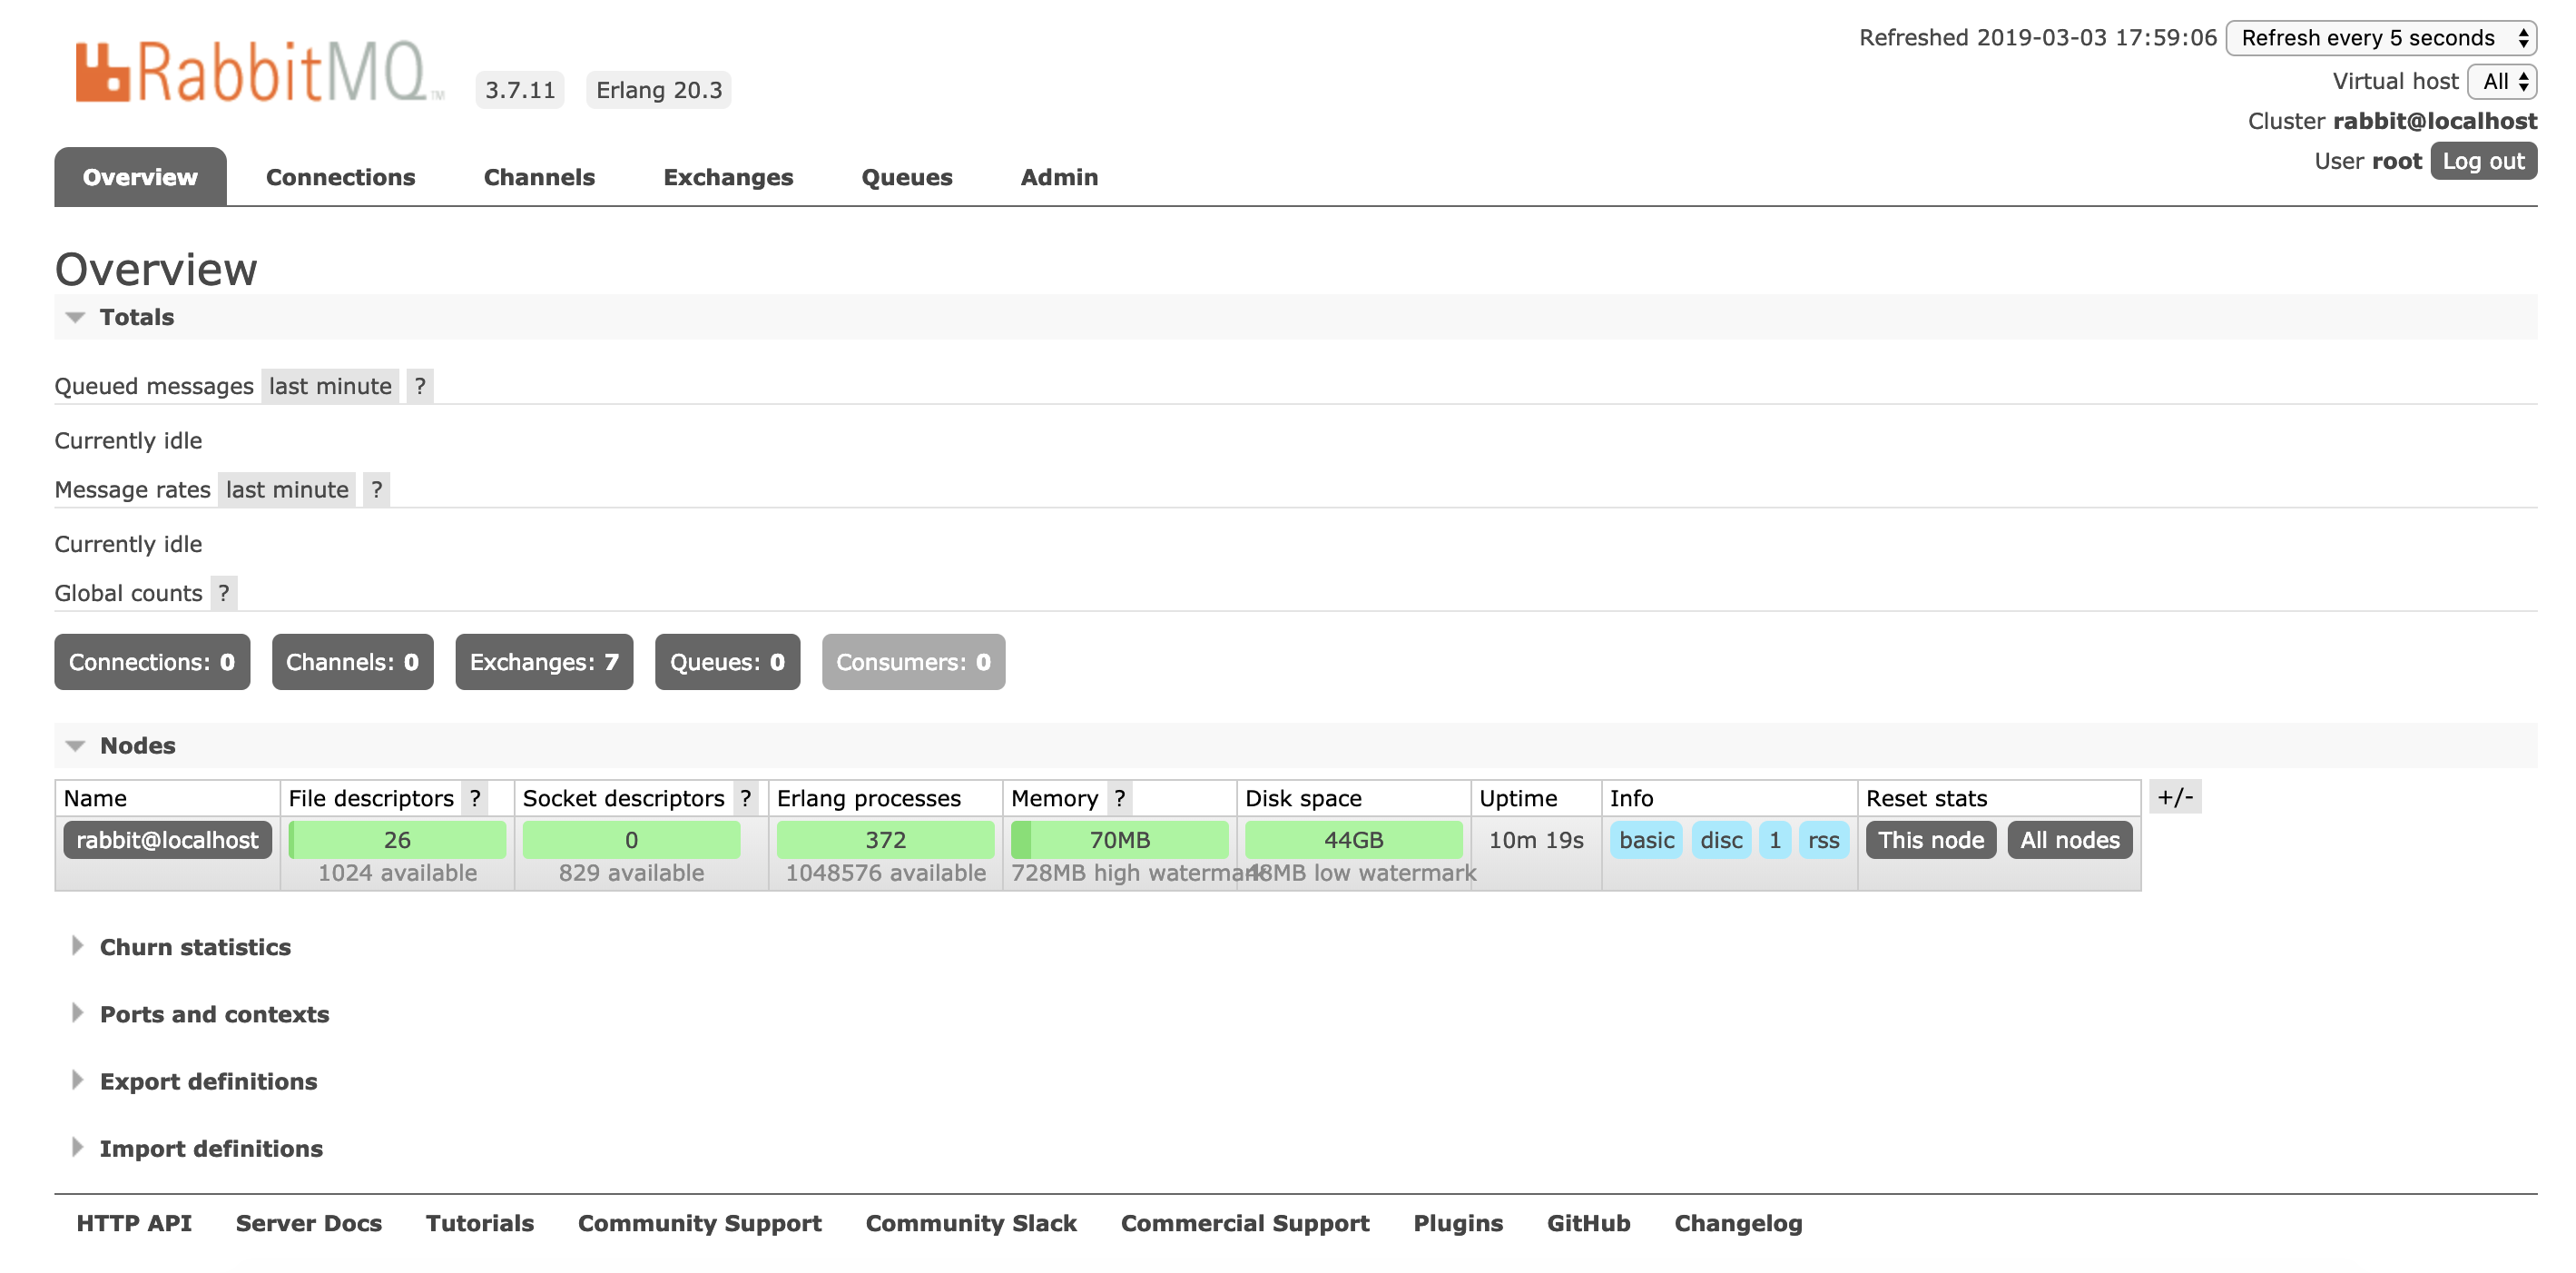 RabbitMQ™ 3.7.11 Erlang 20.3
Refreshed 2019-03-03 17:59:06 Refresh every 5 seconds
Virtual host All
Cluster rabbit@localhost
User root Log out
Overview Connections Channels Exchanges Queues Admin
Overview
Totals
Queued messages last minute ?
Currently idle
Message rates last minute ?
Currently idle
Global counts ?
Connections: 0 Channels: 0 Exchanges: 7 Queues: 0 Consumers: 0
Nodes
Name File descriptors ? Socket descriptors ? Erlang processes Memory ? Disk space Uptime Info Reset stats +/-
rabbit@localhost 26 0 372 70MB 44GB 10m 19s basic disc 1 rss This node All nodes
1024 available 829 available 1048576 available 728MB high watermark 48MB low watermark
Churn statistics
Ports and contexts
Export definitions
Import definitions
HTTP API Server Docs Tutorials Community Support Community Slack Commercial Support Plugins GitHub Changelog